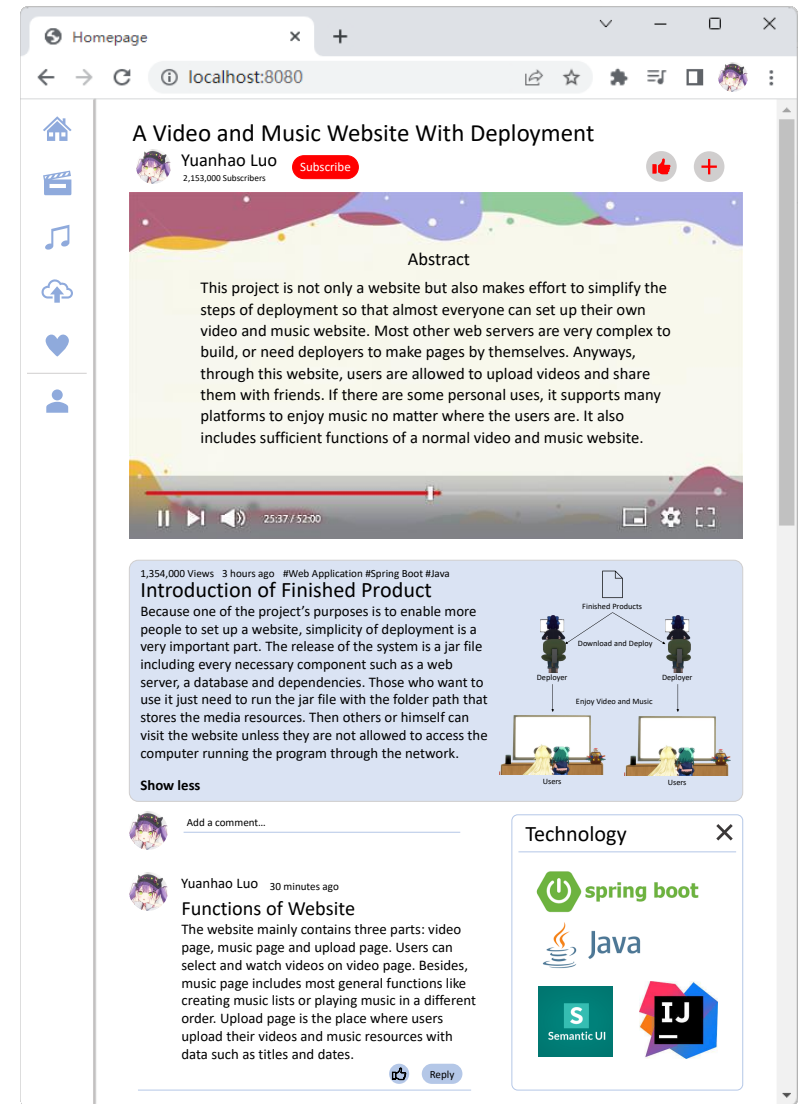 Homepage
localhost:8080
A Video and Music Website With Deployment
Yuanhao Luo
2,153,000 Subscribers
Subscribe
Abstract
This project is not only a website but also makes effort to simplify the
steps of deployment so that almost everyone can set up their own
video and music website. Most other web servers are very complex to
build, or need deployers to make pages by themselves. Anyways,
through this website, users are allowed to upload videos and share
them with friends. If there are some personal uses, it supports many
platforms to enjoy music no matter where the users are. It also
includes sufficient functions of a normal video and music website.
25:37 / 52:00
1,354,000 Views 3 hours ago #Web Application #Spring Boot #Java
Introduction of Finished Product
Because one of the project's purposes is to enable more
people to set up a website, simplicity of deployment is a
very important part. The release of the system is a jar file
including every necessary component such as a web
server, a database and dependencies. Those who want to
use it just need to run the jar file with the folder path that
stores the media resources. Then others or himself can
visit the website unless they are not allowed to access the
computer running the program through the network.
Show less
Finished Products
Download and Deploy
Deployer
Deployer
Enjoy Video and Music
Users
Users
Add a comment...
Yuanhao Luo 30 minutes ago
Functions of Website
The website mainly contains three parts: video
page, music page and upload page. Users can
select and watch videos on video page. Besides,
music page includes most general functions like
creating music lists or playing music in a different
order. Upload page is the place where users
upload their videos and music resources with
data such as titles and dates.
Reply
Technology
spring boot
Java
S
Semantic UI
IJ